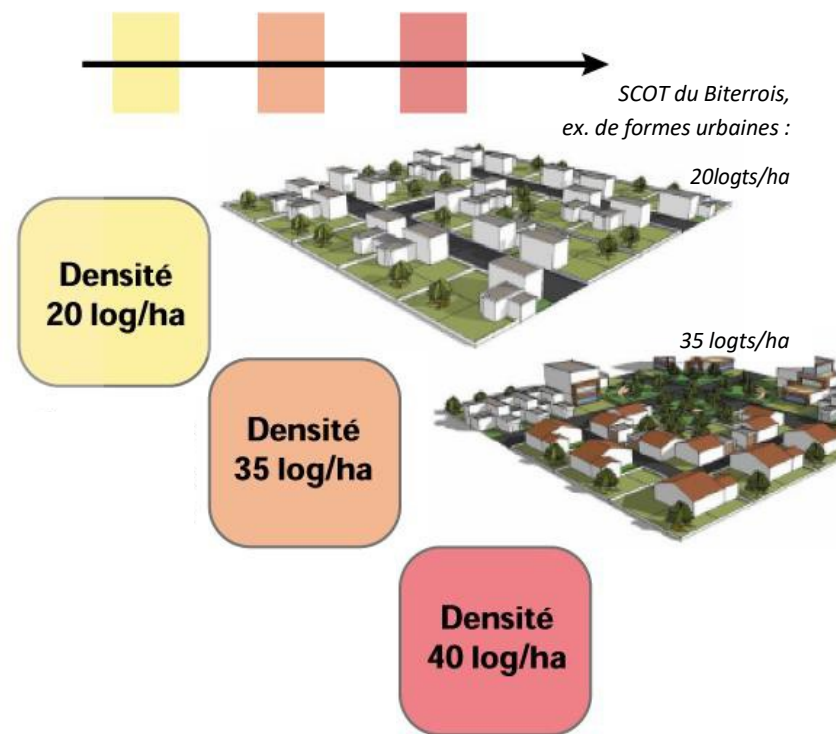 SCOT du Biterrois,
ex. de formes urbaines :
20logts/ha
Densité
20 log/ha
35 logts/ha
Densité
35 log/ha
Densité
40 log/ha